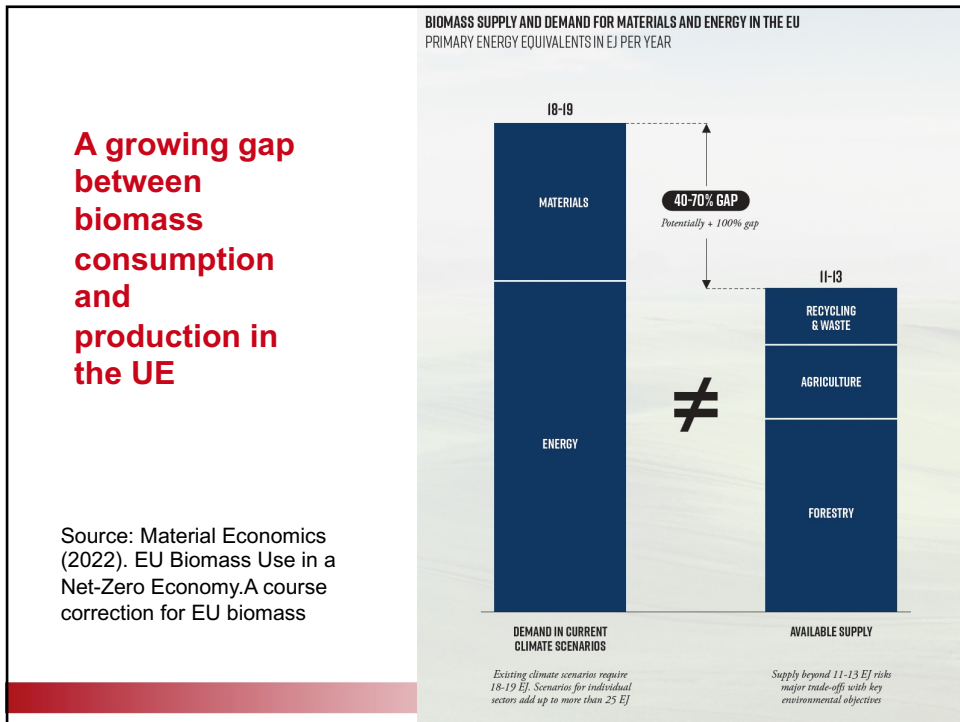 A growing gap
between
biomass
consumption
and
production in
the UE
Source: Material Economics
(2022). EU Biomass Use in a
Net-Zero Economy.A course
correction for EU biomass
BIOMASS SUPPLY AND DEMAND FOR MATERIALS AND ENERGY IN THE EU
PRIMARY ENERGY EQUIVALENTS IN EJ PER YEAR
18-19
MATERIALS
ENERGY
40-70% GAP
Potentially + 100% gap
≠
11-13
RECYCLING
& WASTE
AGRICULTURE
FORESTRY
DEMAND IN CURRENT
CLIMATE SCENARIOS
Existing climate scenarios require
18-19 EJ. Scenarios for individual
sectors add up to more than 25 EJ
AVAILABLE SUPPLY
Supply beyond 11-13 EJ risks
major trade-offs with key
environmental objectives